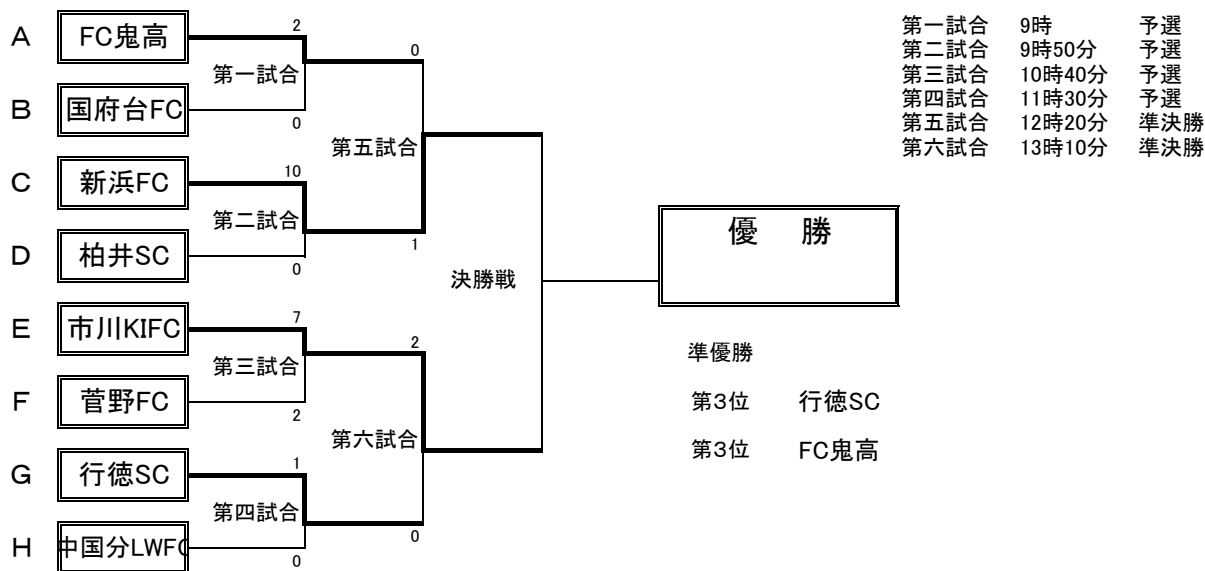 A FC鬼高 2 0 第一試合 9時 予選
第一試合 第二試合 9時50分 予選
B 国府台FC 0 第三試合 10時40分 予選
第四試合 11時30分 予選
第五試合 第五試合 12時20分 準決勝
第六試合 13時10分 準決勝
C 新浜FC 10
第二試合
D 柏井SC 0 1
優 勝
決勝戦
E 市川KIFC 7 2
第三試合
準優勝
F 菅野FC 2
第3位 行徳SC
第六試合
第3位 FC鬼高
G 行徳SC 1
第四試合
H 中国分LWFC 0 0